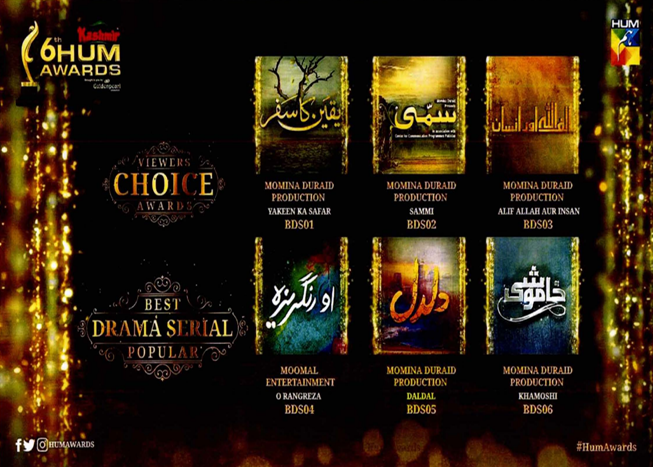 Kashmir
6th HUM
AWARDS
HUM
ہم
VIEWERS
CHOICE
AWARDS
BEST
DRAMA SERIAL
POPULAR
یقین کا سفر
سمی
الف اللہ اور انسان
MOMINA DURAID
PRODUCTION
YAKEEN KA SAFAR
BDS01
MOMINA DURAID
PRODUCTION
SAMMI
BDS02
MOMINA DURAID
PRODUCTION
ALIF ALLAH AUR INSAN
BDS03
او رنگریزہ
دلدل
خاموشی
MOOMAL
ENTERTAINMENT
O RANGREZA
BDS04
MOMINA DURAID
PRODUCTION
DALDAL
BDS05
MOMINA DURAID
PRODUCTION
KHAMOSHI
BDS06
HUMAWARDS
#HumAwards